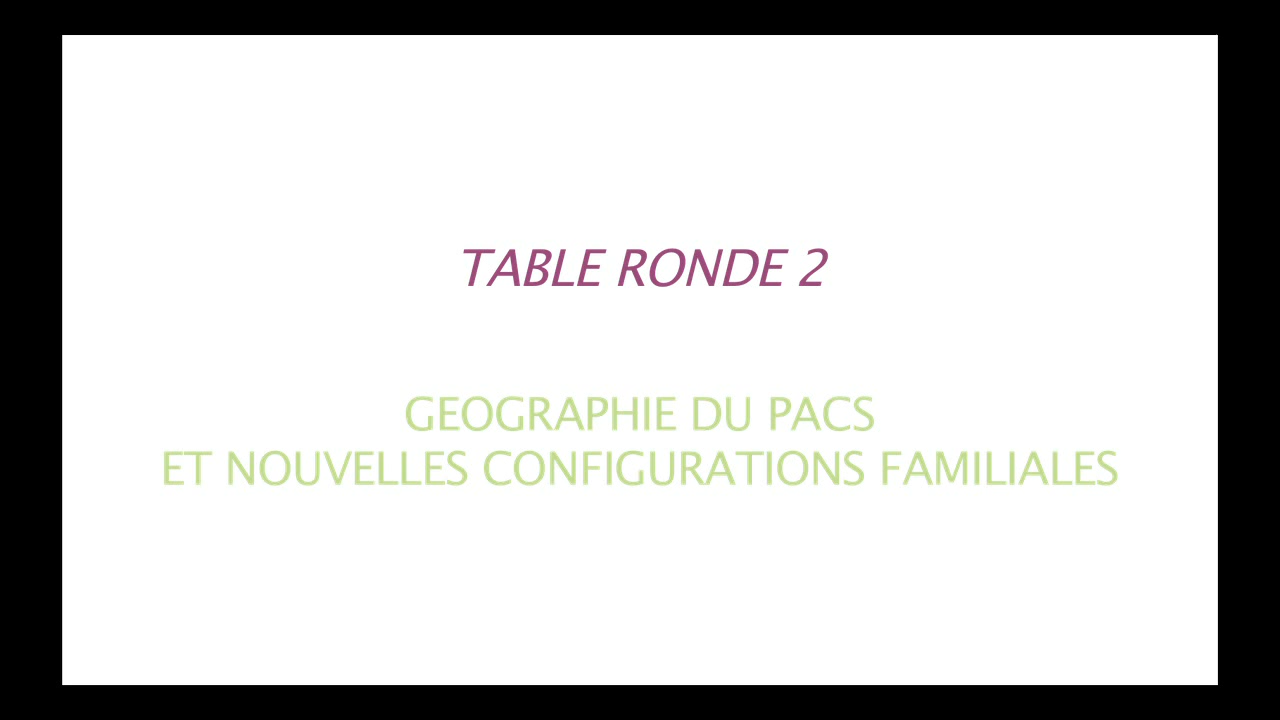 TABLE RONDE 2
GEOGRAPHIE DU PACS
ET NOUVELLES CONFIGURATIONS FAMILIALES